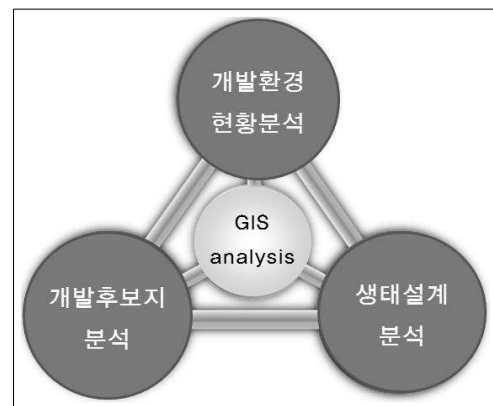 개발환경
현황분석
GIS
analysis
개발후보지
분석
생태설계
분석